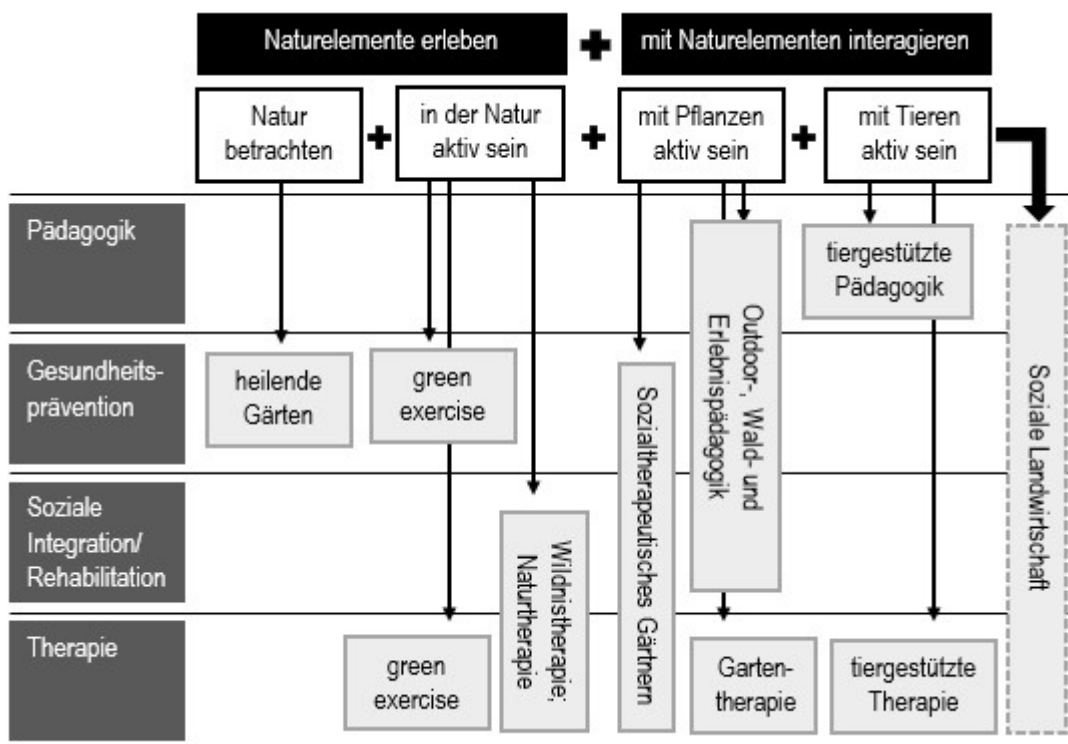 Naturelemente erleben
+
mit Naturelementen interagieren
Natur
betrachten
+
in der Natur
aktiv sein
+
mit Pflanzen
aktiv sein
+
mit Tieren
aktiv sein
Pädagogik
tiergestützte
Pädagogik
Outdoor-, Wald- und
Erlebnispädagogik
Soziale Landwirtschaft
Gesundheits-
prävention
heilende
Gärten
green
exercise
Sozialtherapeutisches Gärtnern
Soziale
Integration/
Rehabilitation
Wildnistherapie;
Naturtherapie
Therapie
green
exercise
Garten-
therapie
tiergestützte
Therapie